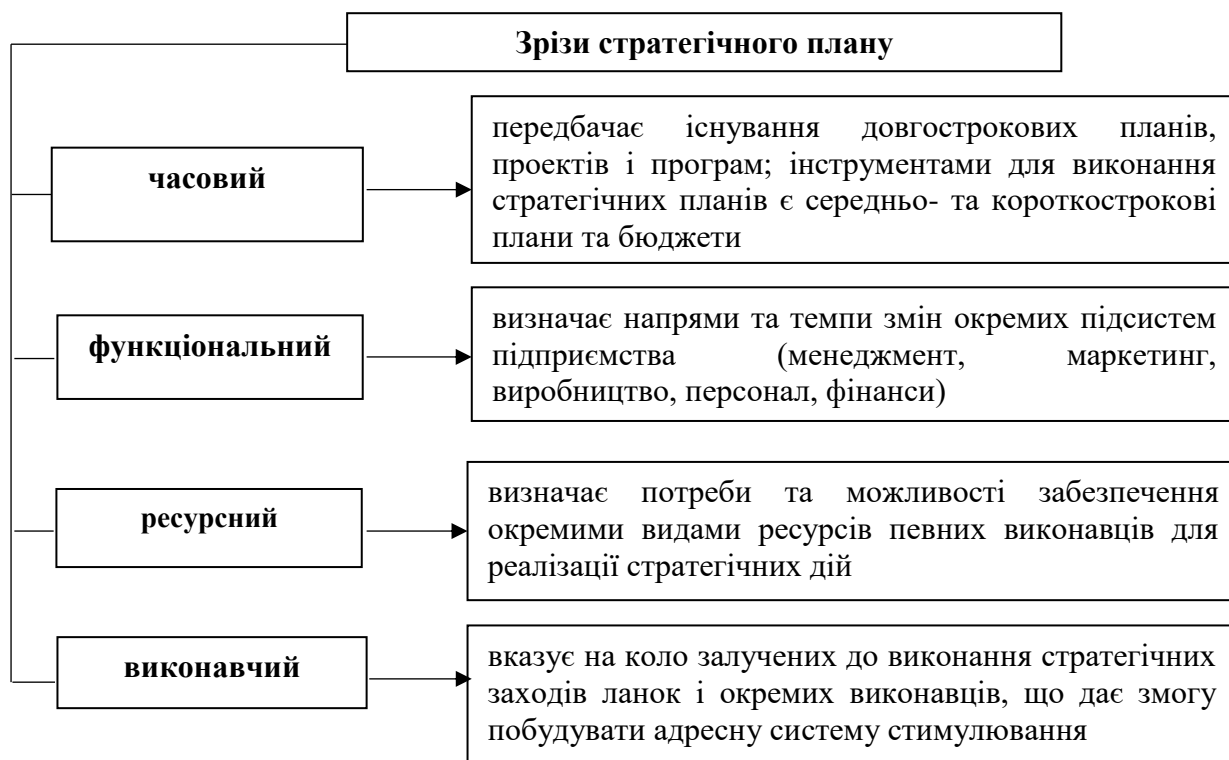 Зрізи стратегічного плану
часовий
передбачає існування довгострокових планів,
проектів і програм; інструментами для виконання
стратегічних планів є середньо- та короткострокові
плани та бюджети
функціональний
визначає напрями та темпи змін окремих підсистем
підприємства (менеджмент, маркетинг,
виробництво, персонал, фінанси)
ресурсний
визначає потреби та можливості забезпечення
окремими видами ресурсів певних виконавців для
реалізації стратегічних дій
виконавчий
вказує на коло залучених до виконання стратегічних
заходів ланок і окремих виконавців, що дає змогу
побудувати адресну систему стимулювання